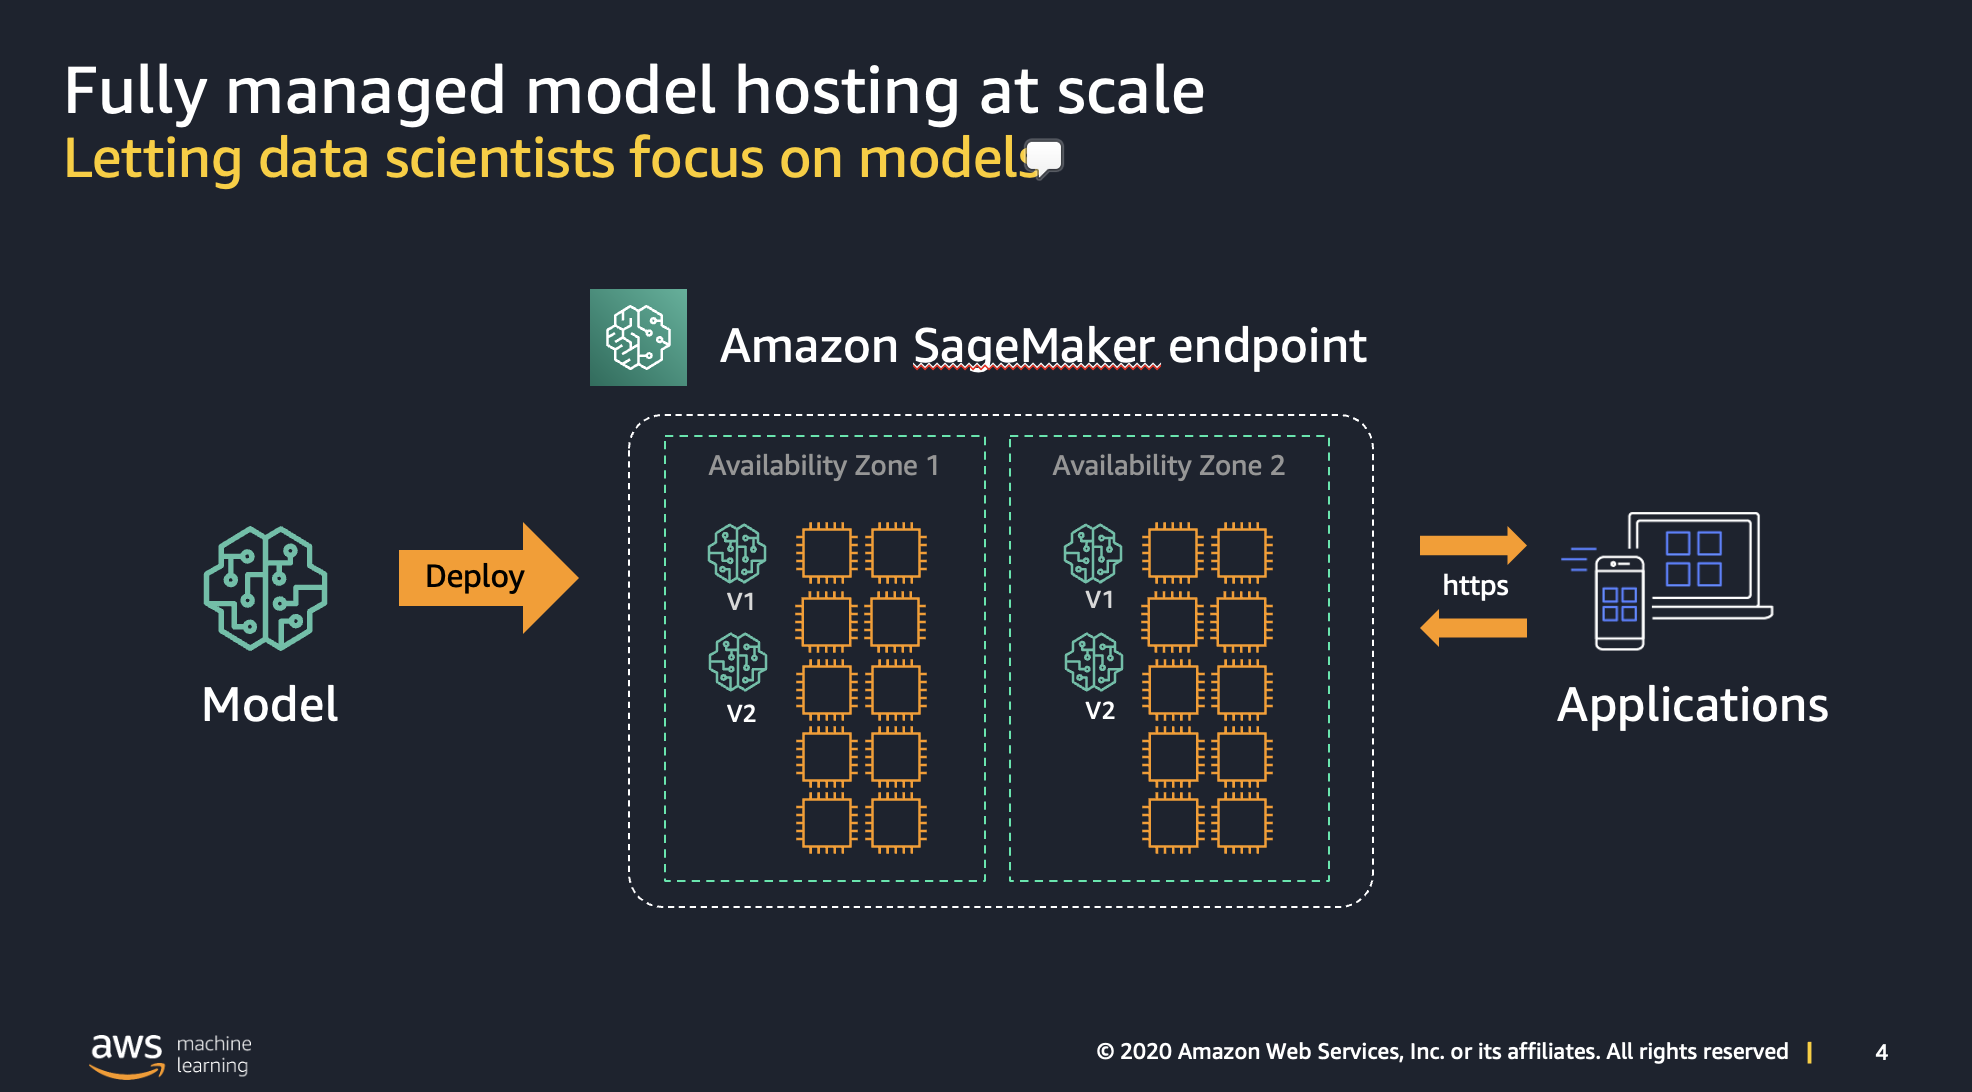 Fully managed model hosting at scale
Letting data scientists focus on models
Amazon SageMaker endpoint
Availability Zone 1
Availability Zone 2
V1
V2
V1
V2
Model
Deploy
https
Applications
aws machine learning
© 2020 Amazon Web Services, Inc. or its affiliates. All rights reserved |
4